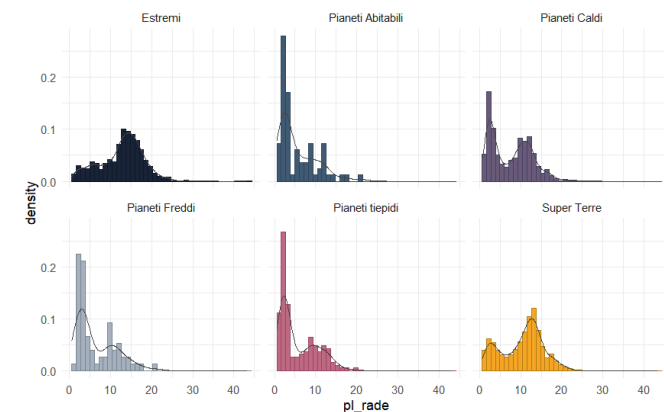 Estremi Pianeti Abitabili Pianeti Caldi
0.2
0.1
0.0
density
Pianeti Freddi Pianeti tiepidi Super Terre
0.2
0.1
0.0
0 10 20 30 40 0 10 20 30 40 0 10 20 30 40
pl_rade